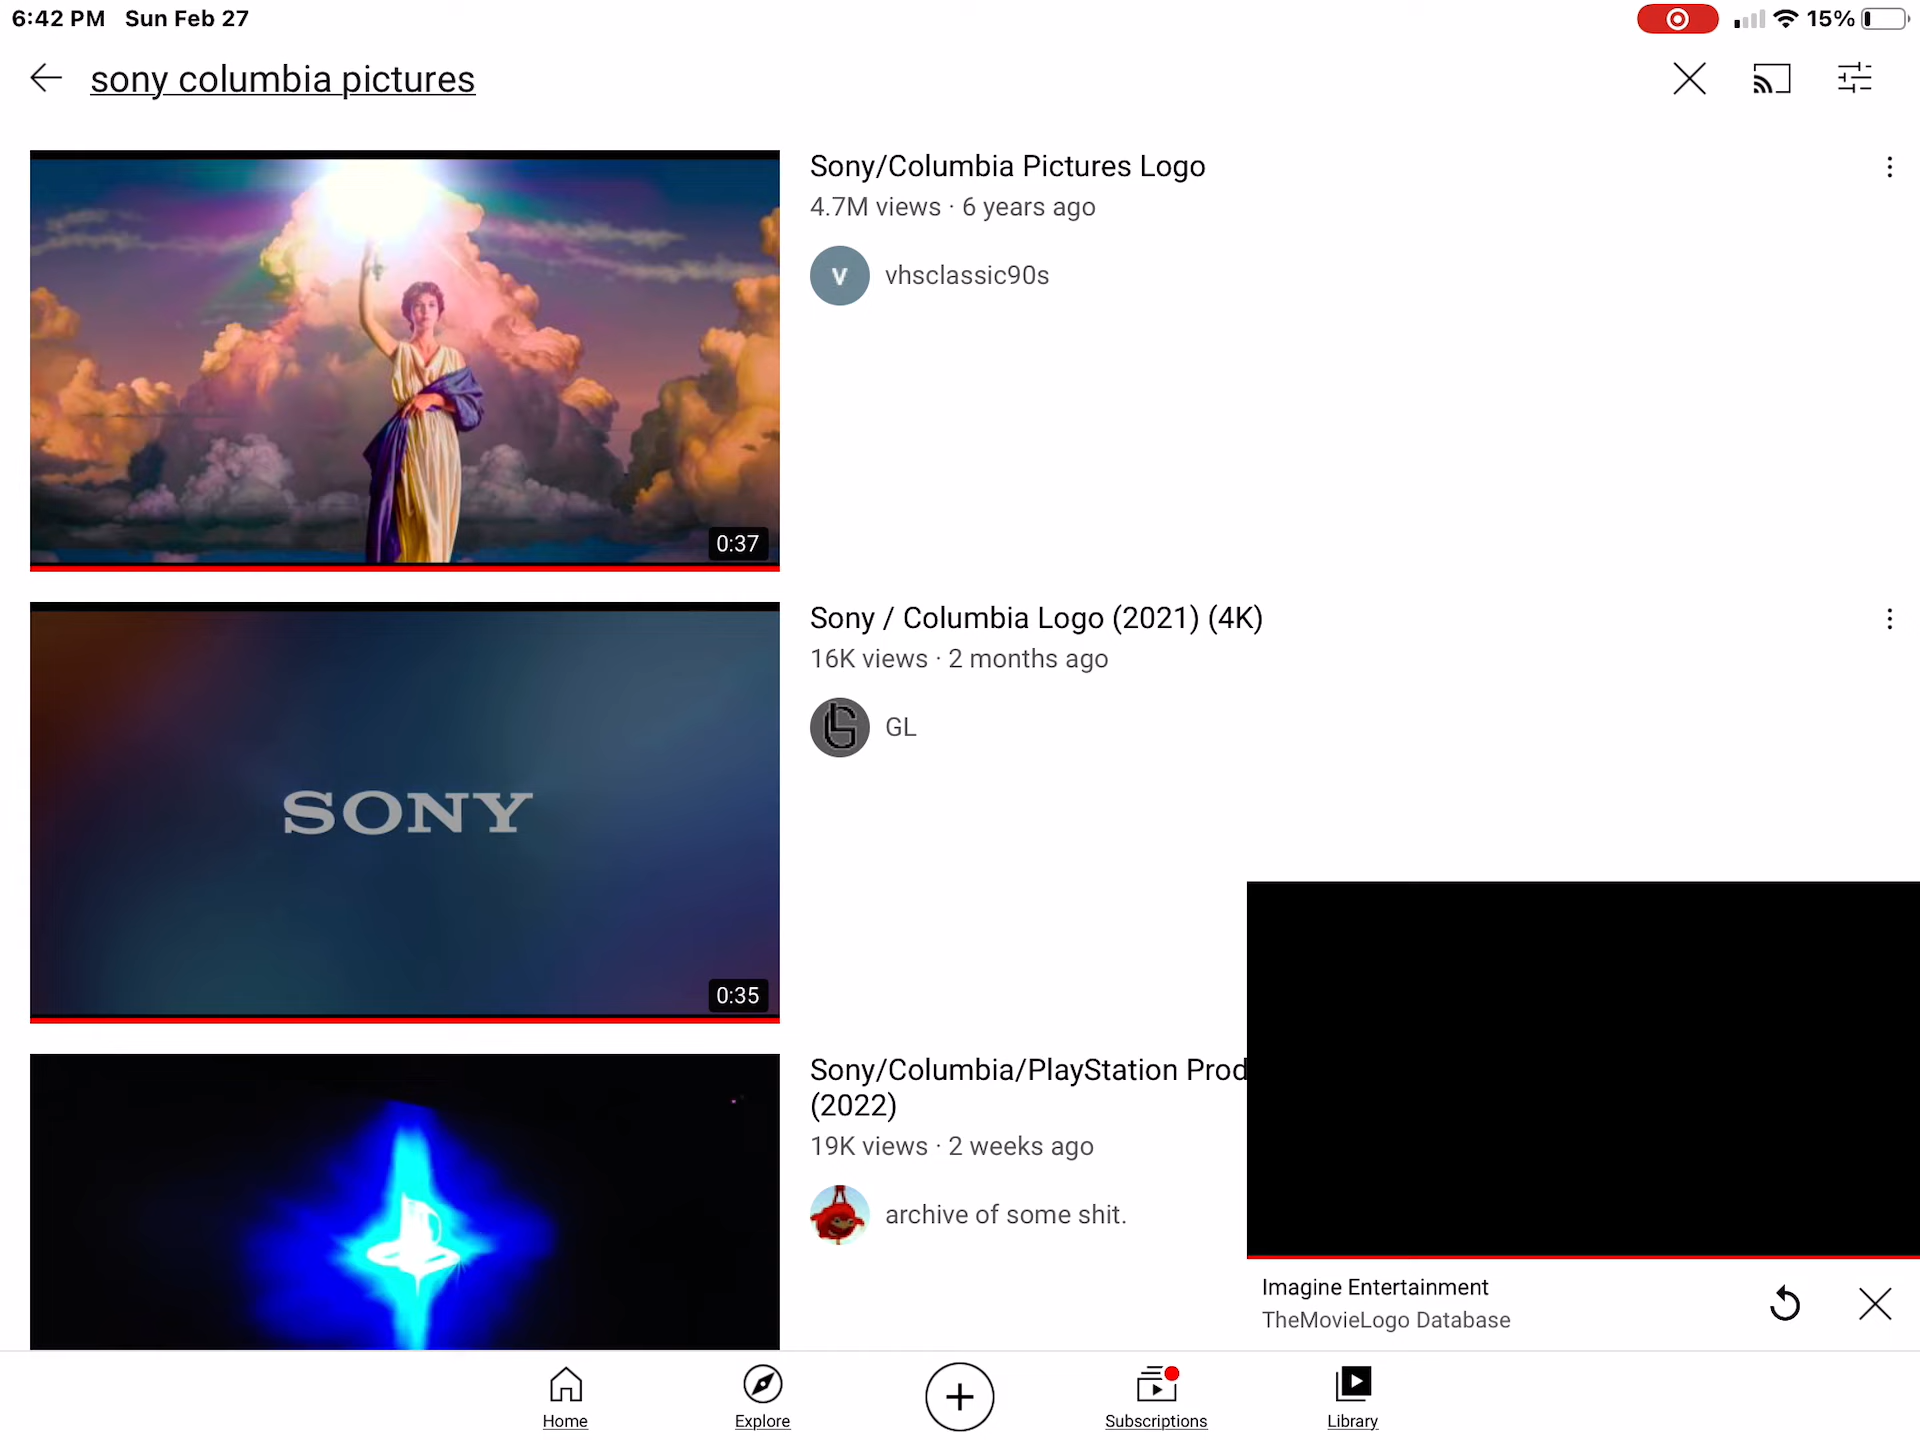 6:42 PM Sun Feb 27
15%
sony columbia pictures
Sony/Columbia Pictures Logo
4.7M views · 6 years ago
V
vhsclassic90s
0:37
Sony / Columbia Logo (2021) (4K)
16K views · 2 months ago
GL
SONY
0:35
Sony/Columbia/PlayStation Prod
(2022)
19K views · 2 weeks ago
archive of some shit.
Imagine Entertainment
TheMovieLogo Database
Home
Explore
Subscriptions
Library